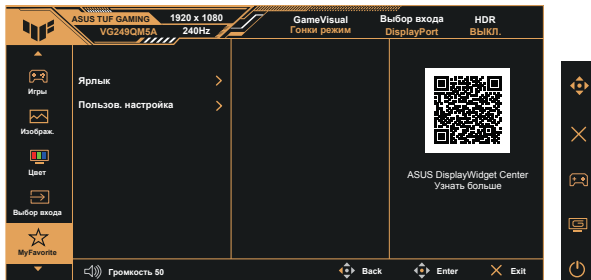 ASUS TUF GAMING 1920 x 1080
VG249QM5A 240Hz
GameVisual
Гонки режим
Выбор входа
DisplayPort
HDR
ВЫКЛ.
Игры
Изображ.
Цвет
Выбор входа
MyFavorite
Ярлык
Пользов. настройка
ASUS DisplayWidget Center
Узнать больше
Громкость 50
Back
Enter
Exit